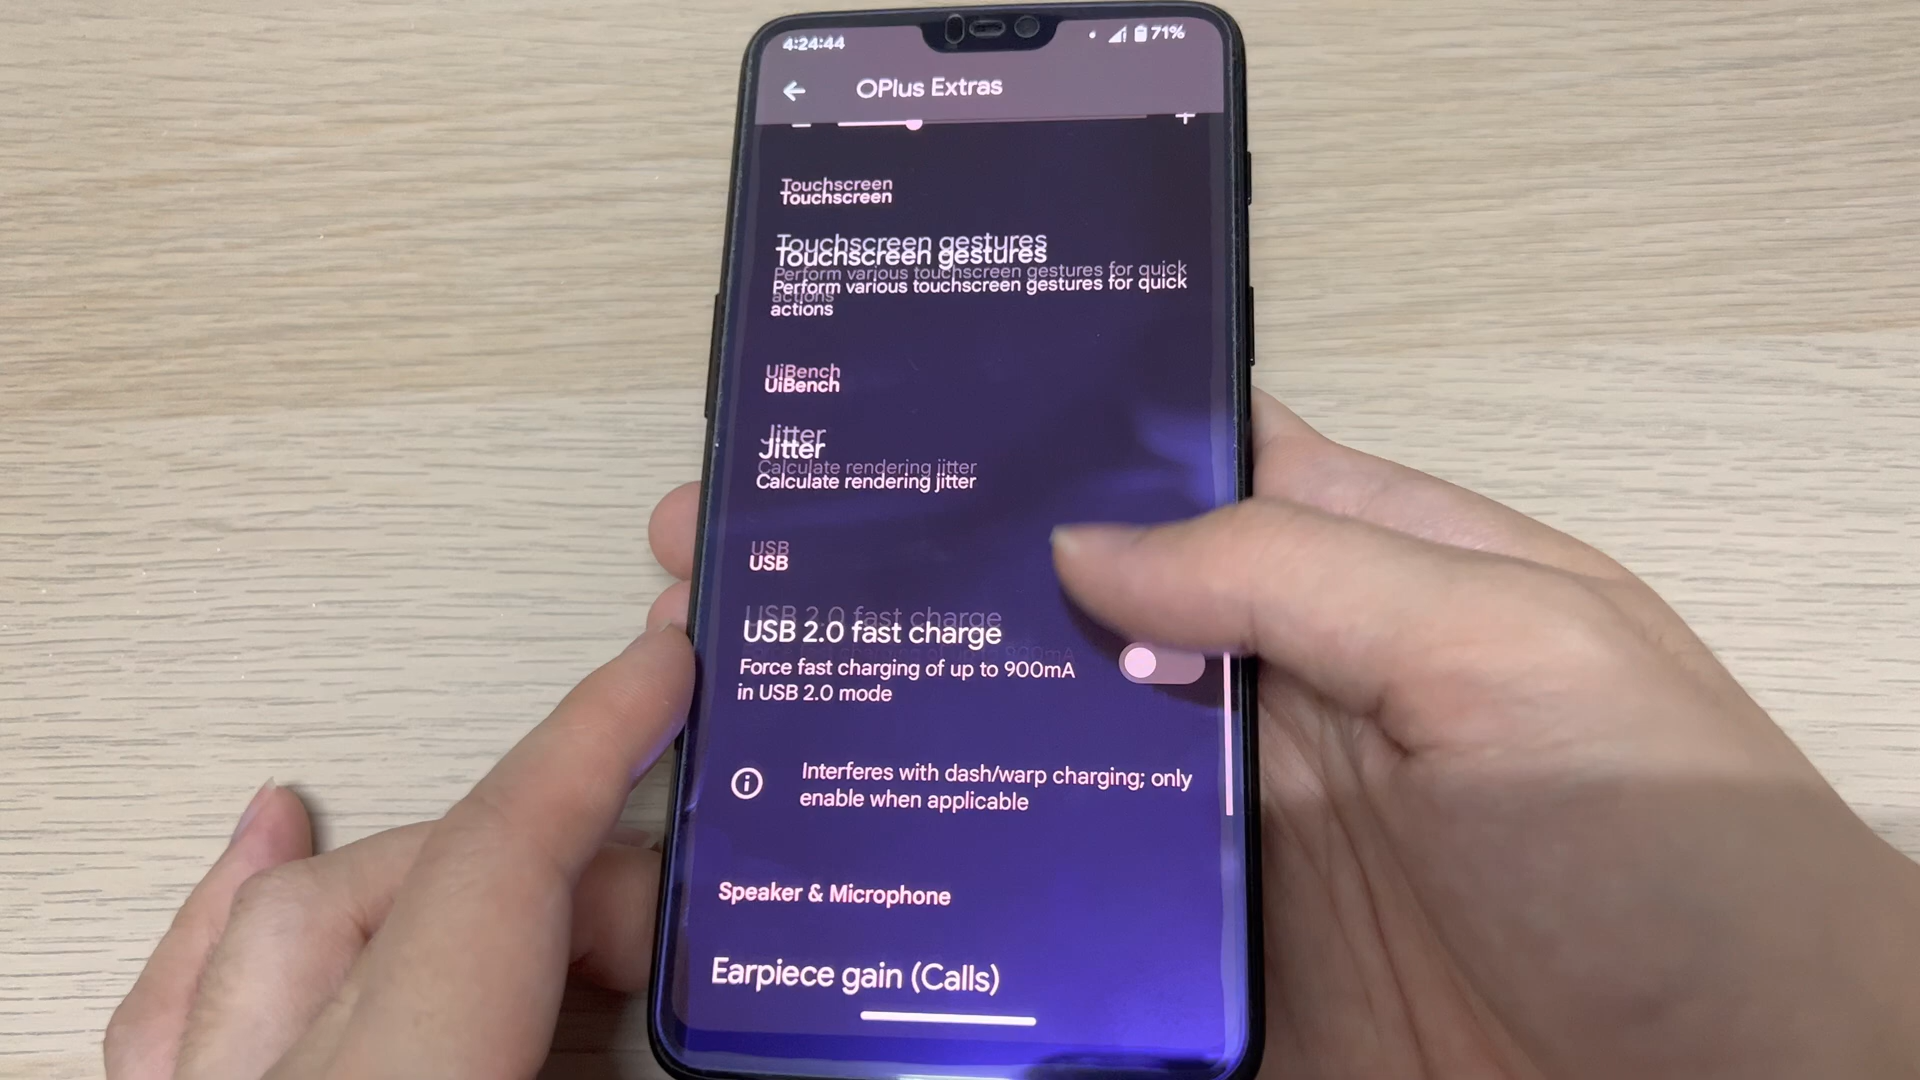 4:24:44
71%
OPlus Extras
Touchscreen
Touchscreen gestures
Perform various touchscreen gestures for quick
actions
UiBench
Jitter
Calculate rendering jitter
USB
USB 2.0 fast charge
Force fast charging of up to 900mA
in USB 2.0 mode
Interferes with dash/warp charging; only
enable when applicable
Speaker & Microphone
Earpiece gain (Calls)